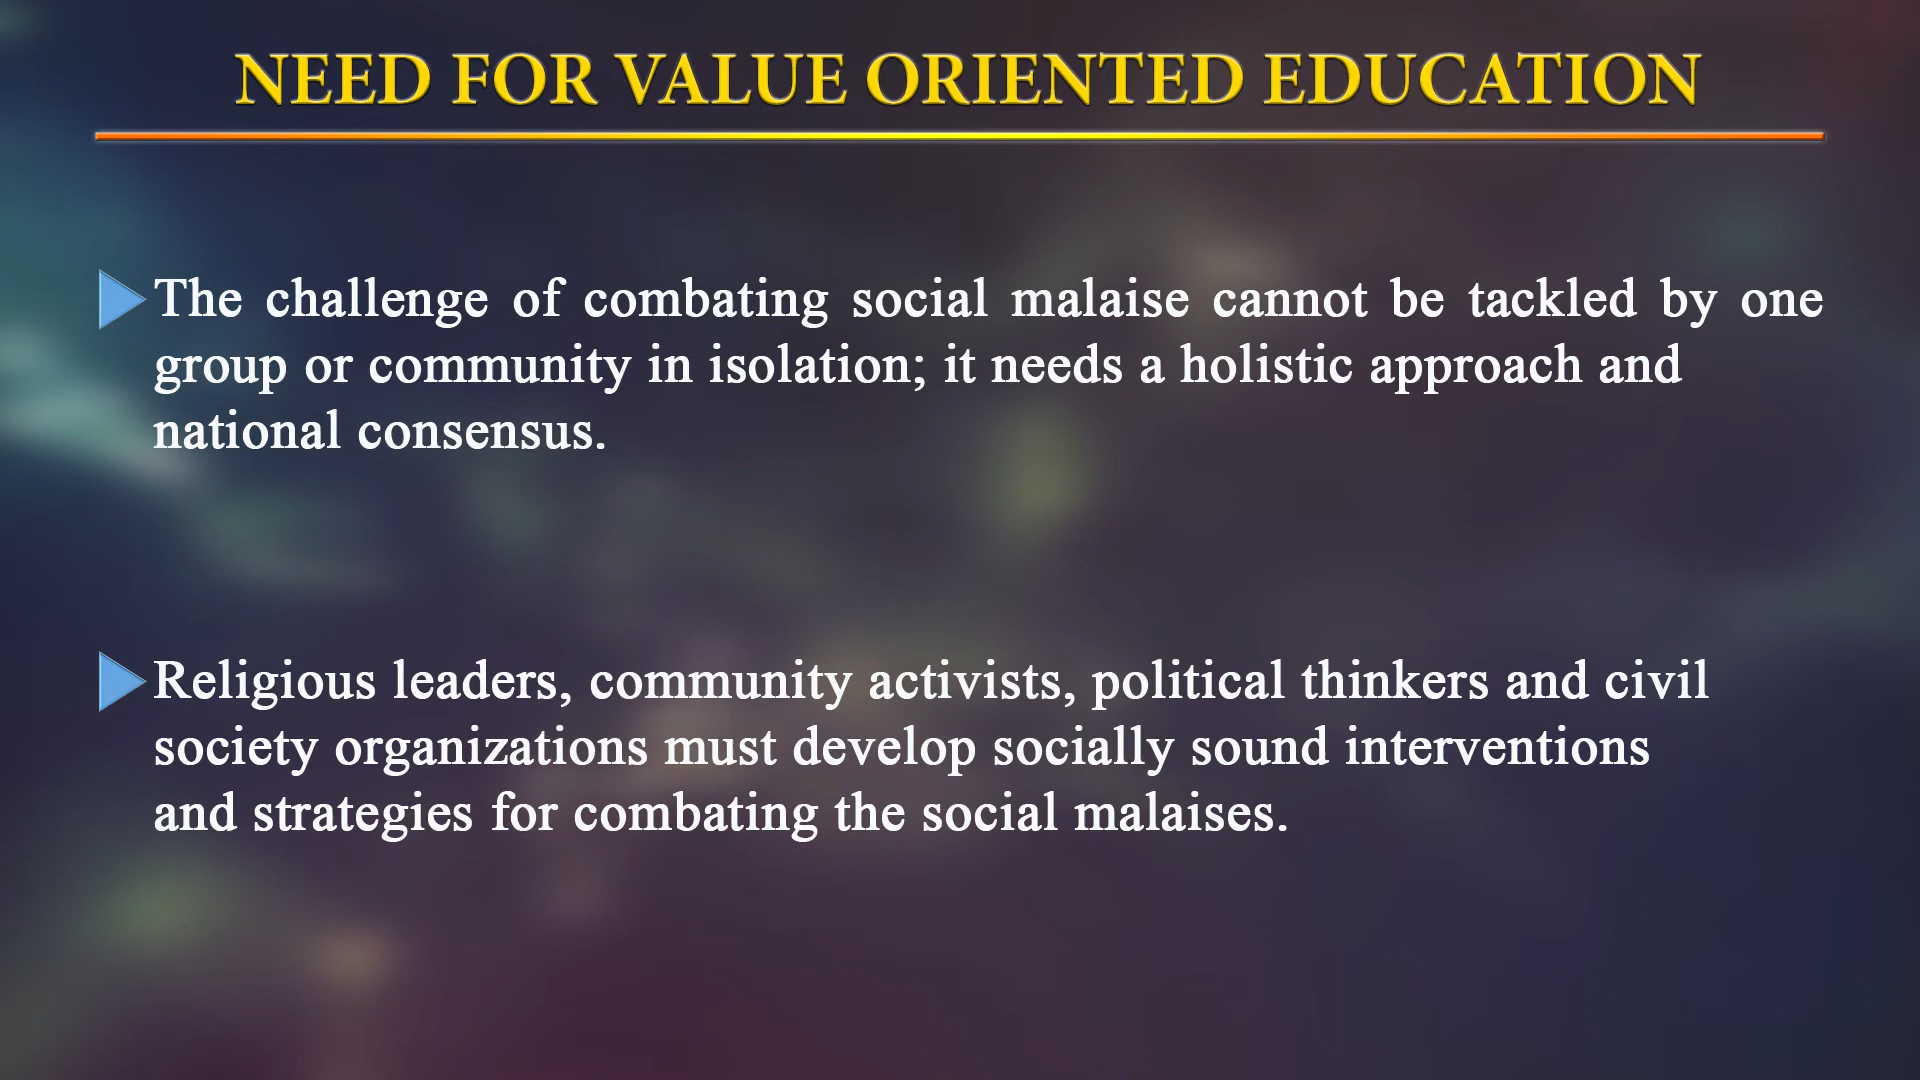 NEED FOR VALUE ORIENTED EDUCATION
The challenge of combating social malaise cannot be tackled by one
group or community in isolation; it needs a holistic approach and
national consensus.
Religious leaders, community activists, political thinkers and civil
society organizations must develop socially sound interventions
and strategies for combating the social malaises.